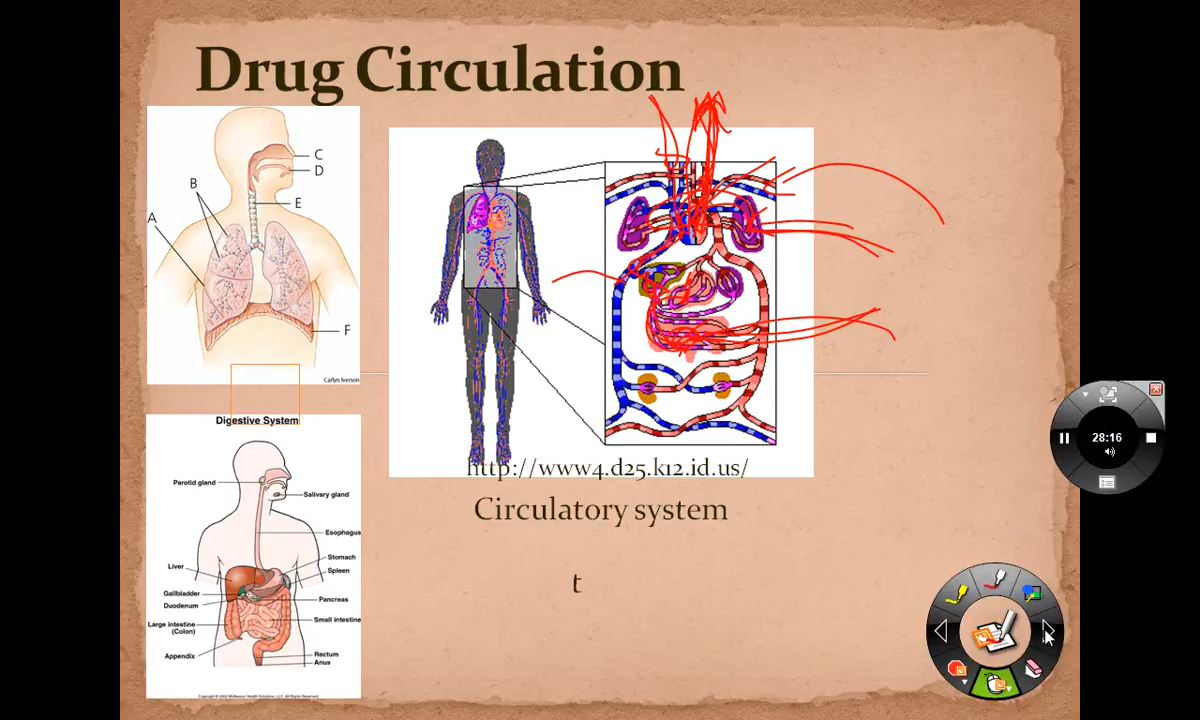 Drug Circulation
C
D
B
E
A
F
Carlyn Iverson
Digestive System
Parotid gland
Salivary gland
Esophagus
Stomach
Liver
Spleen
Gallbladder
Pancreas
Duodenum
Small intestine
Large intestine
(Colon)
Appendix
Rectum
Anus
http://www4.d25.k12.id.us/
Circulatory system
t
28:16